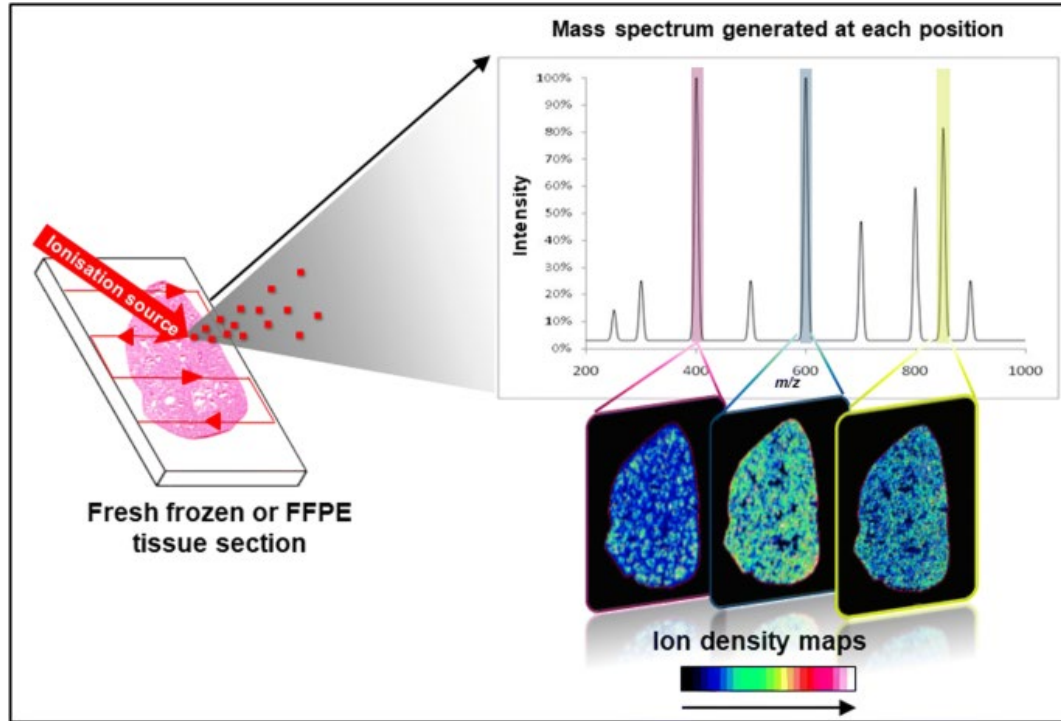 Mass spectrum generated at each position
100%
90%
80%
70%
60%
50%
40%
30%
20%
10%
0%
Intensity
200
400
600
800
1000
m/z
Ionisation source
Fresh frozen or FFPE
tissue section
Ion density maps